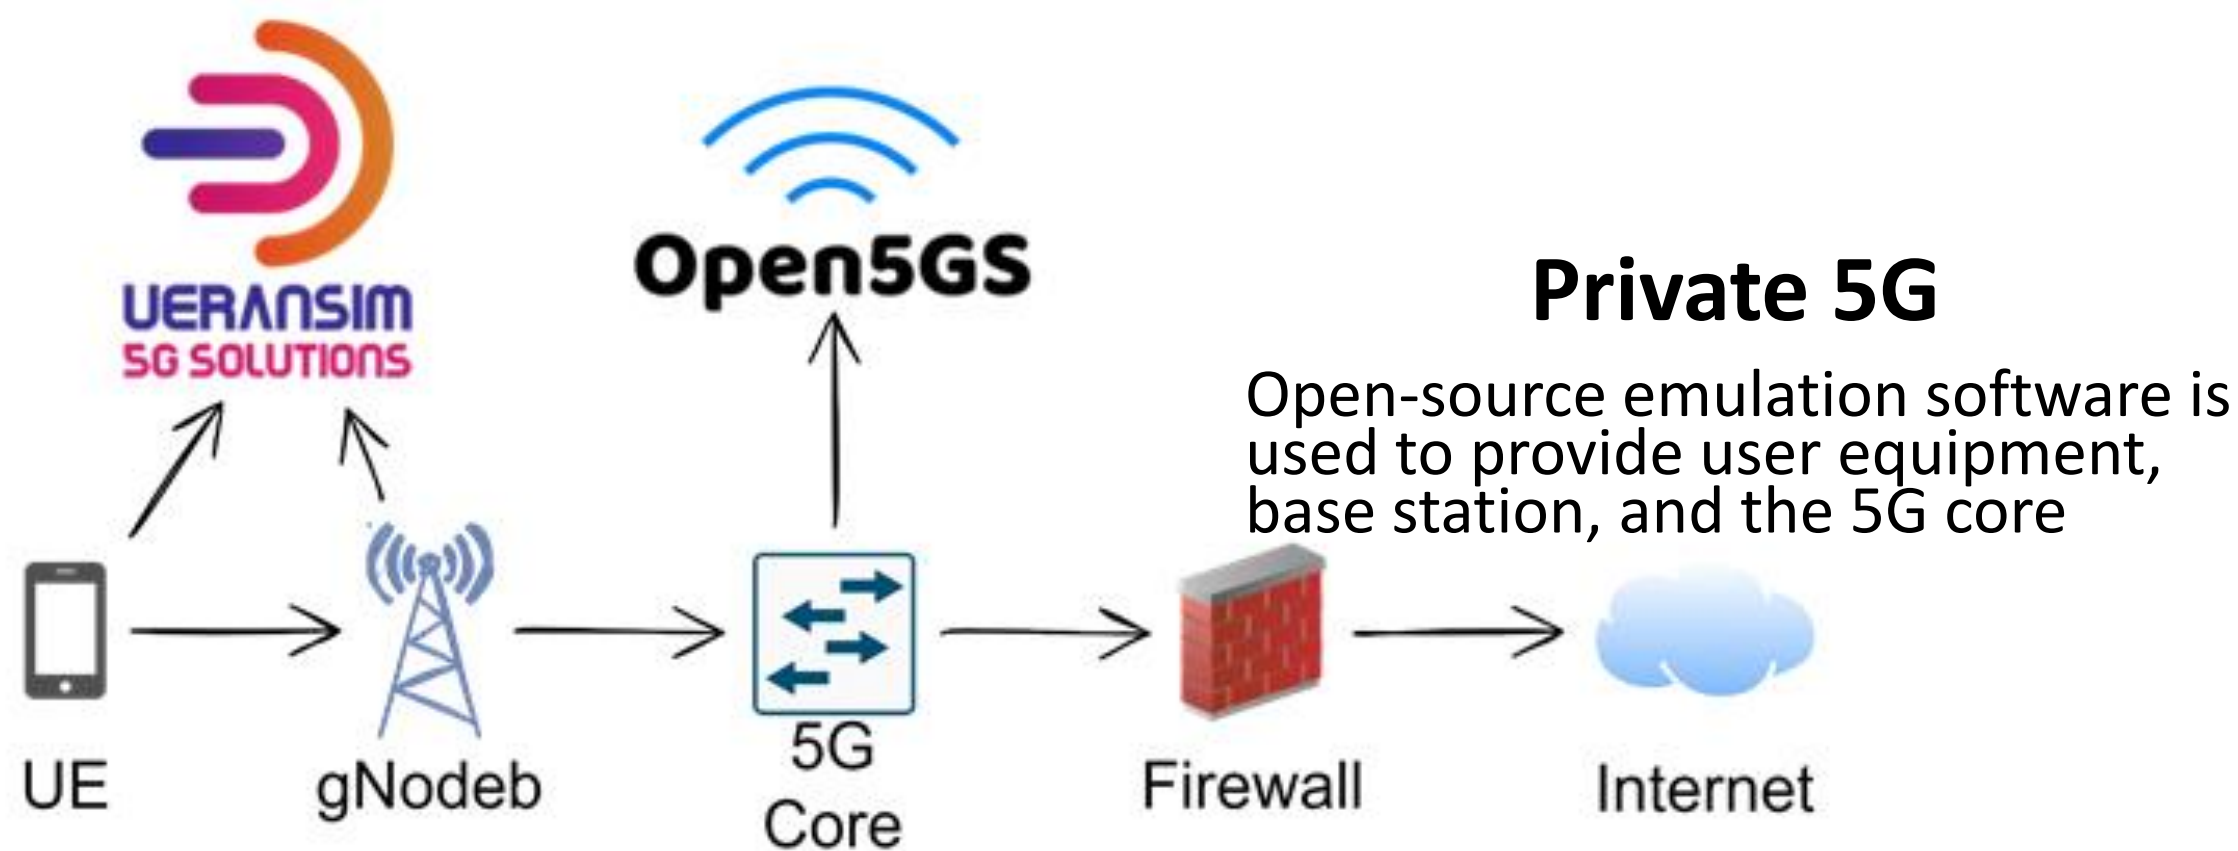 UERANSIM
5G SOLUTIONS
Open5GS
Private 5G
Open-source emulation software is
used to provide user equipment,
base station, and the 5G core
UE
gNodeb
5G
Core
Firewall
Internet